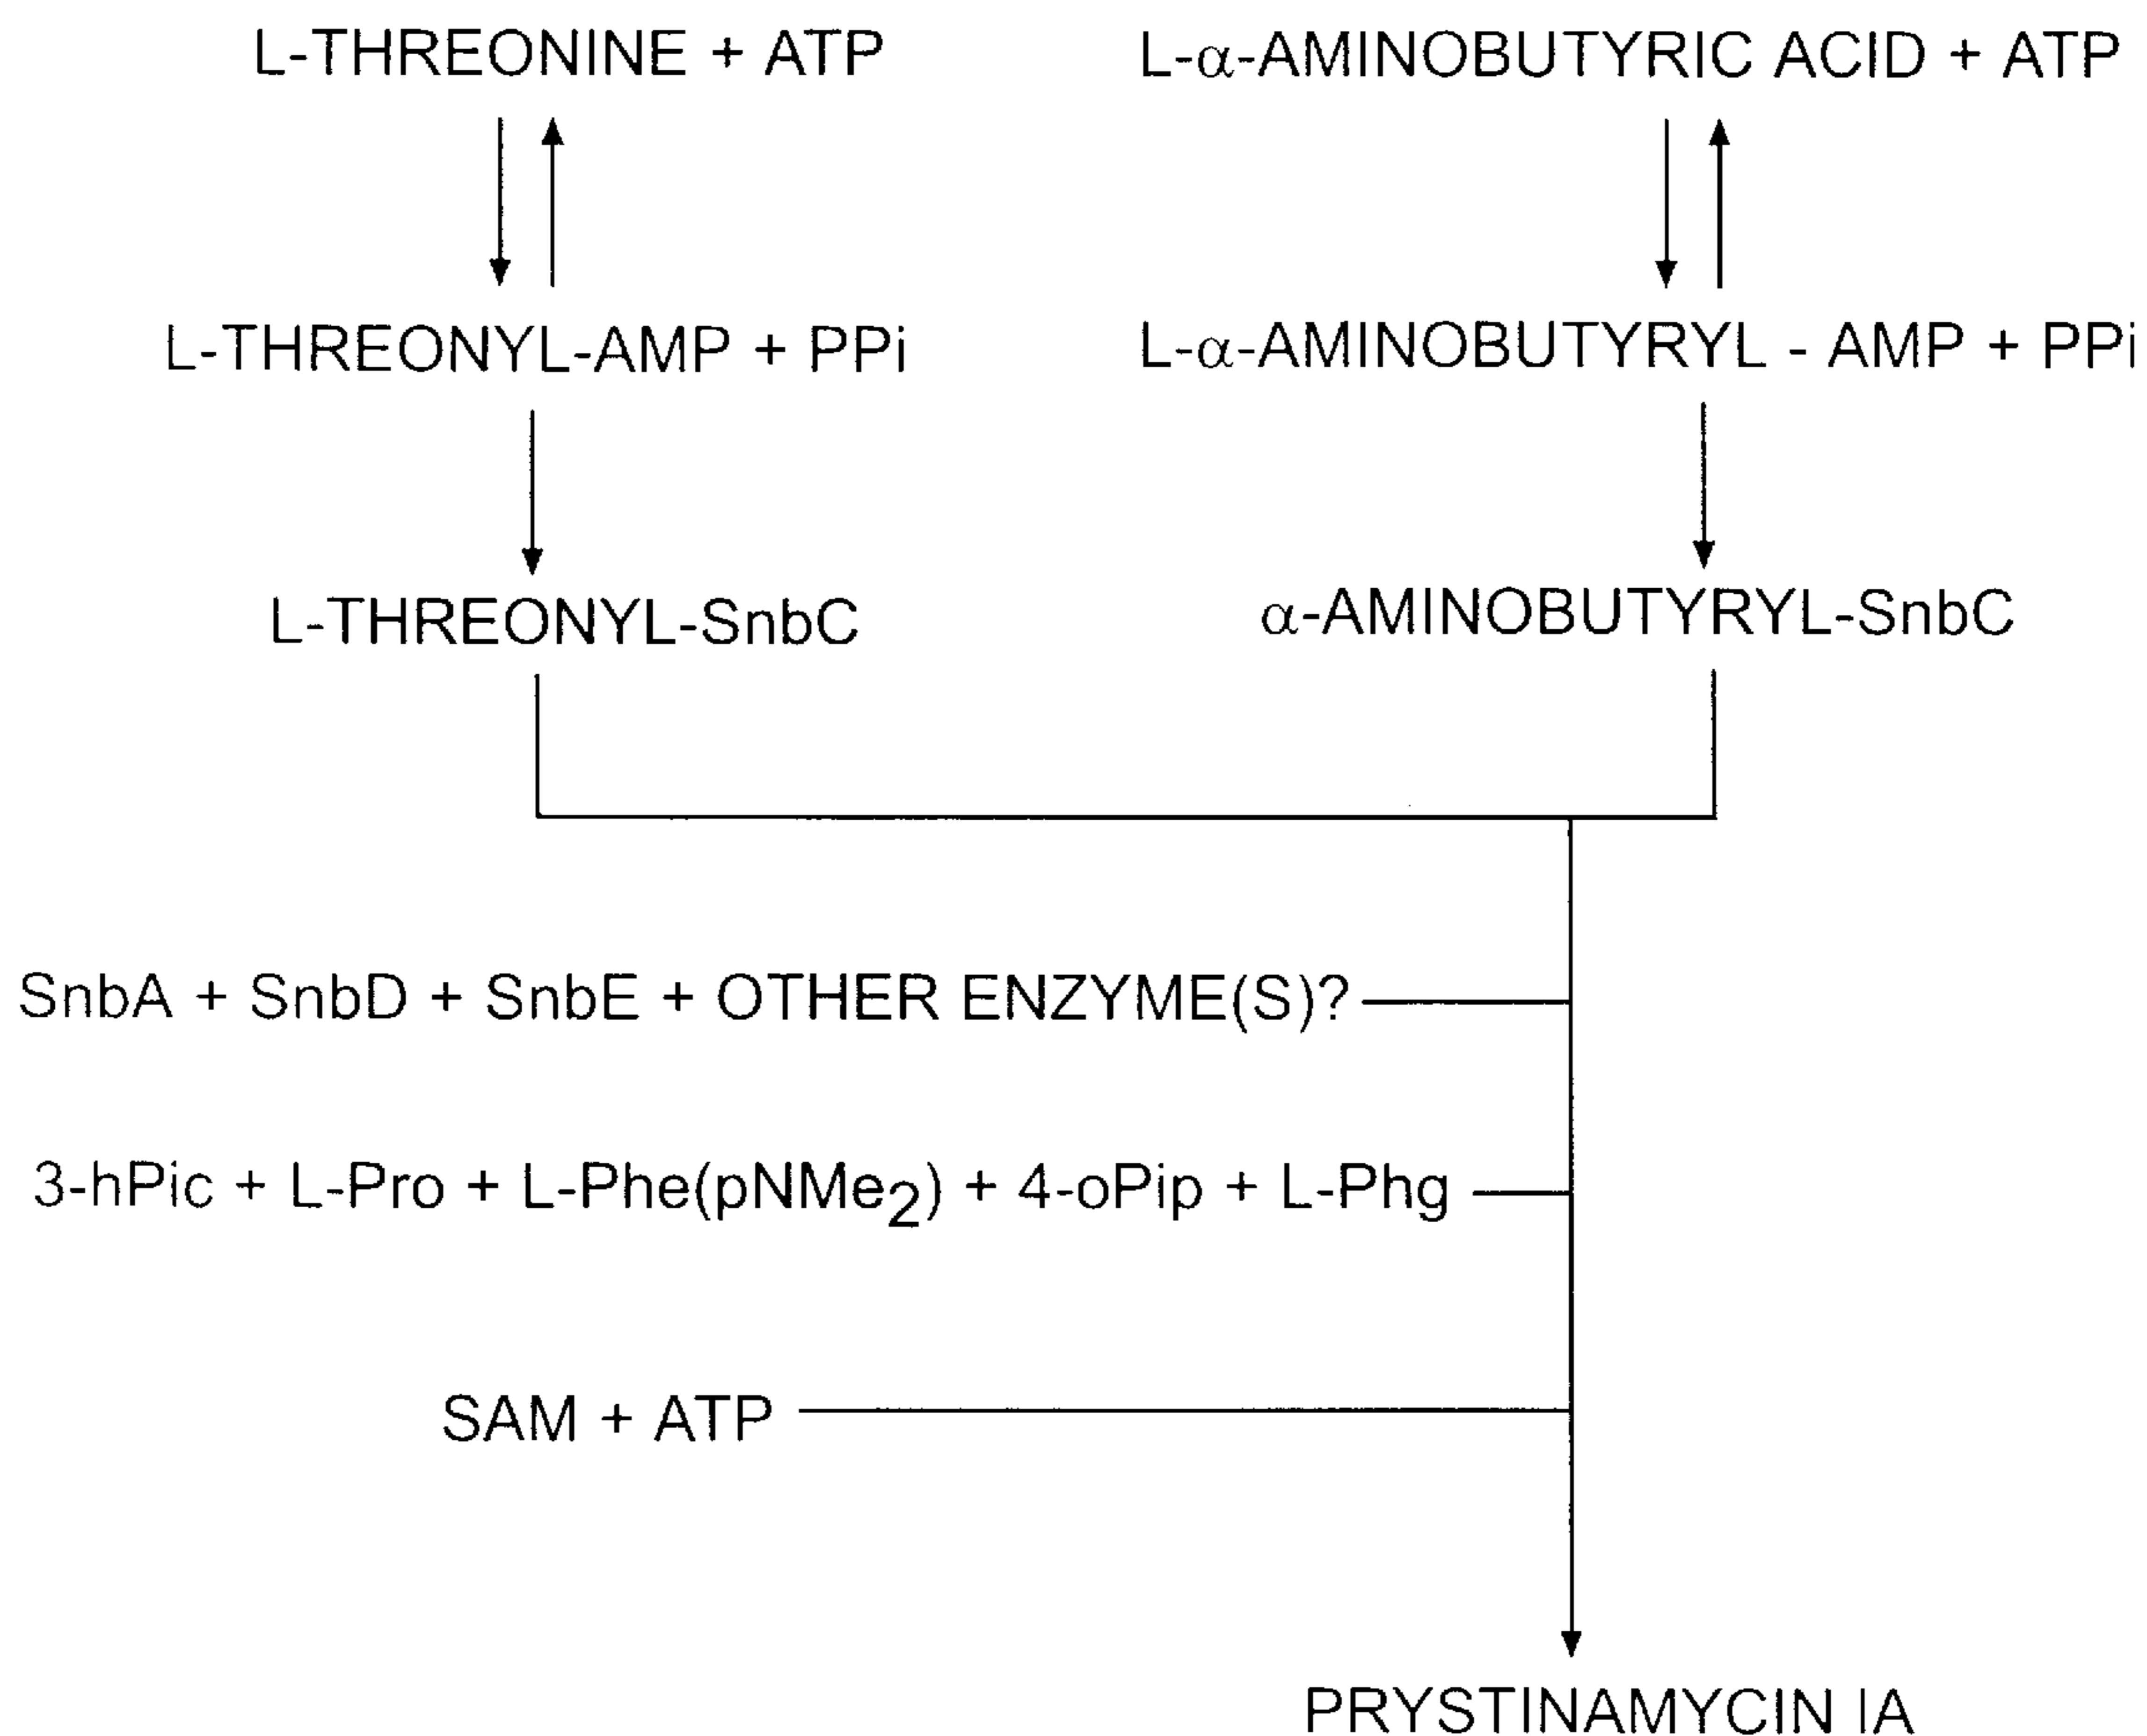 L-THREONINE + ATP
L-α-AMINOBUTYRIC ACID + ATP
L-THREONYL-AMP + PPi
L-α-AMINOBUTYRYL - AMP + PPi
L-THREONYL-SnbC
α-AMINOBUTYRYL-SnbC
SnbA + SnbD + SnbE + OTHER ENZYME(S)?
3-hPic + L-Pro + L-Phe(pNMe2) + 4-oPip + L-Phg
SAM + ATP
PRYSTINAMYCIN IA